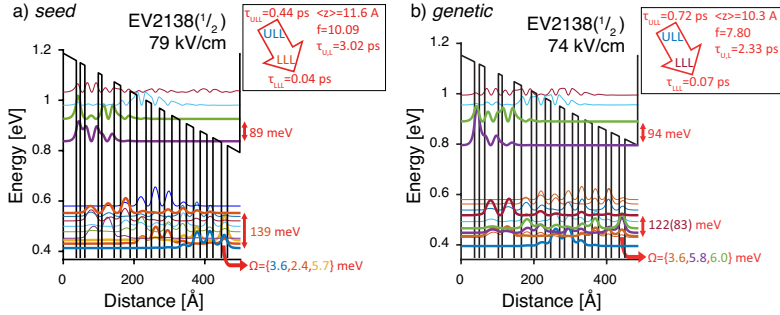 a) seed
EV2138(1/2)
79 kV/cm
τULL=0.44 ps
<z>=11.6 A
f=10.09
τU,L=3.02 ps
ULL
LLL
τLLL=0.04 ps
1.2
1
0.8
0.6
0.4
Energy [eV]
89 meV
139 meV
Ω={3.6,2.4,5.7} meV
0
200
400
Distance [Å]
b) genetic
EV2138(1/2)
74 kV/cm
τULL=0.72 ps
<z>=10.3 A
f=7.80
τU,L=2.33 ps
ULL
LLL
τLLL=0.07 ps
1.2
1
0.8
0.6
0.4
Energy [eV]
94 meV
122(83) meV
Ω={3.6,5.8,6.0} meV
0
200
400
Distance [Å]